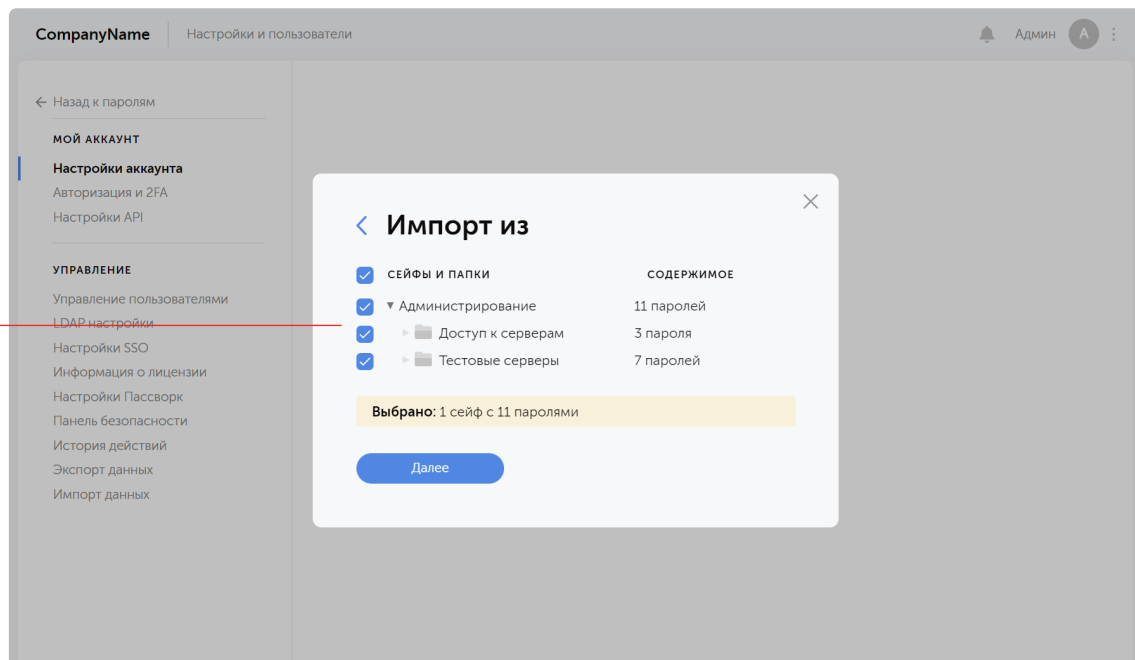 CompanyName
Настройки и пользователи
Админ
А
Назад к паролям
МОЙ АККАУНТ
Настройки аккаунта
Авторизация и 2FA
Настройки API
УПРАВЛЕНИЕ
Управление пользователями
LDAP настройки
Настройки SSO
Информация о лицензии
Настройки Пассворк
Панель безопасности
История действий
Экспорт данных
Импорт данных
Импорт из
СЕЙФЫ И ПАПКИ СОДЕРЖИМОЕ
Администрирование 11 паролей
Доступ к серверам 3 пароля
Тестовые серверы 7 паролей
Выбрано: 1 сейф с 11 паролями
Далее